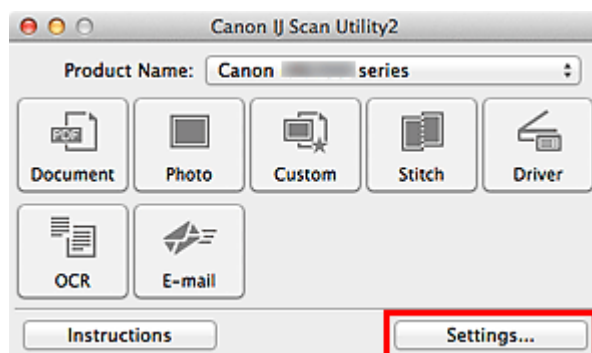 Canon IJ Scan Utility2
Product Name: Canon series
PDF
Document Photo Custom Stitch Driver
OCR E-mail
Instructions Settings...